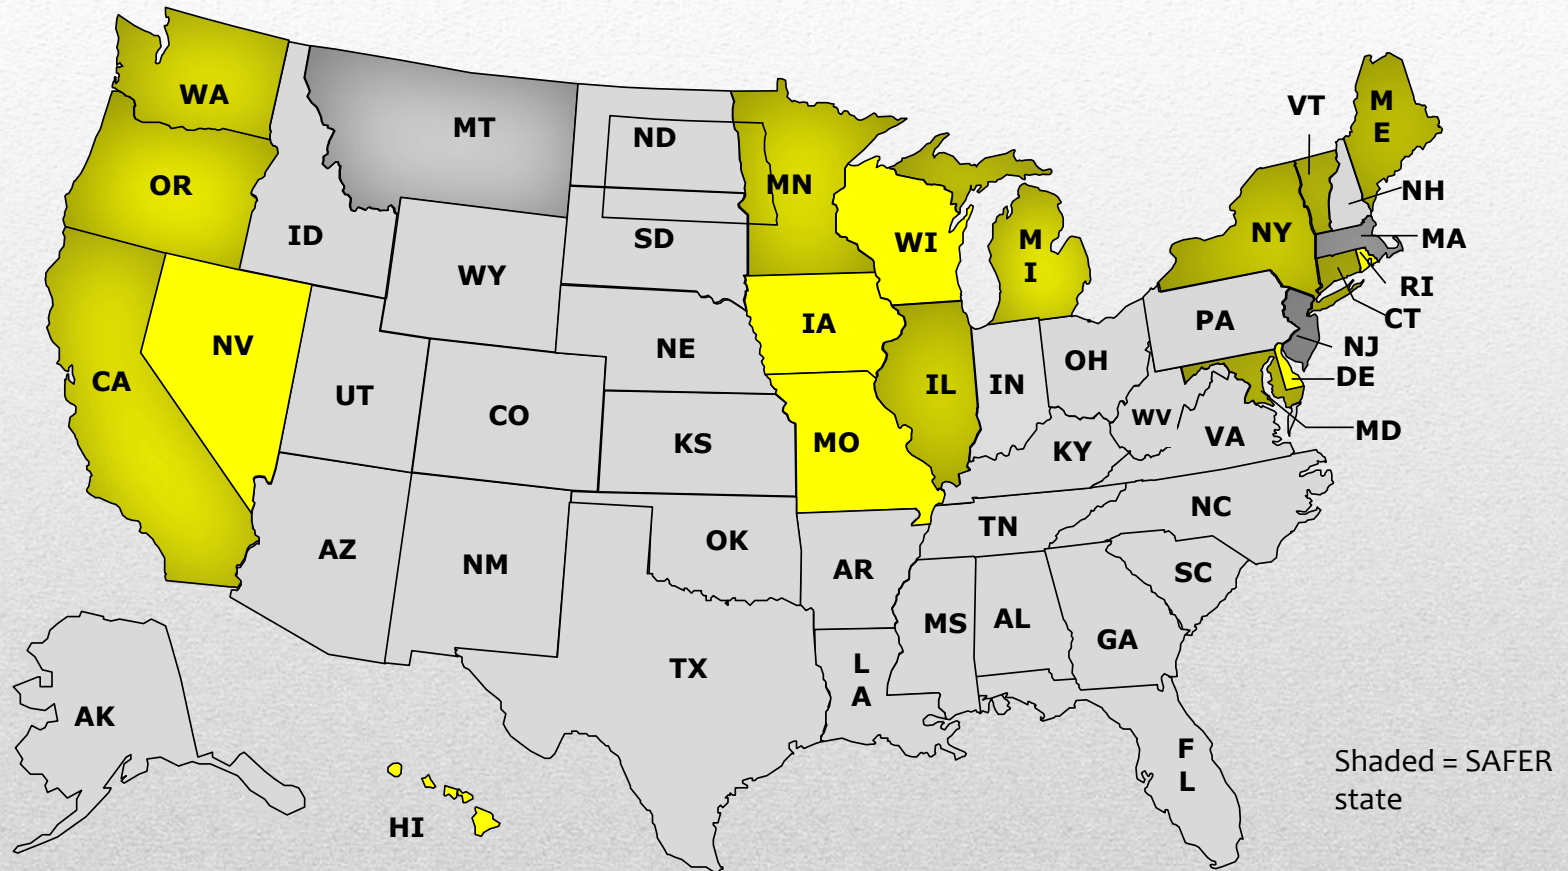 WA
MT
ND
MN
OR
ID
WY
SD
WI
M
I
VT
M
E
NH
NY
MA
RI
CT
NV
CA
UT
CO
NE
IA
IL
IN
OH
PA
NJ
DE
MD
KS
MO
KY
WV
VA
AZ
NM
OK
AR
TN
NC
SC
MS
AL
GA
TX
L
A
F
L
AK
HI
Shaded = SAFER
state